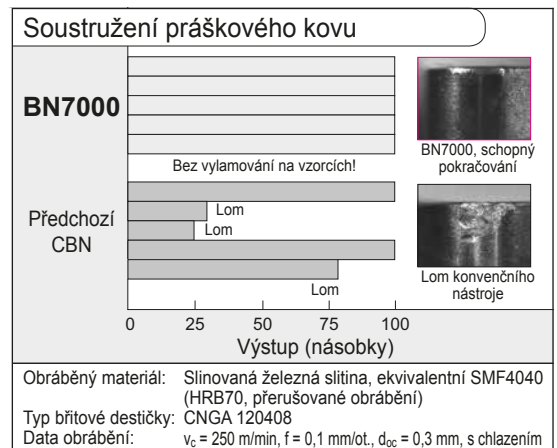 Soustružení práškového kovu
BN7000
Bez vylamování na vzorcích!
BN7000, schopný
pokračování
Předchozí
CBN
Lom
Lom
Lom
Lom konvenčního
nástroje
0 25 50 75 100
Výstup (násobky)
Obráběný materiál: Slinovaná železná slitina, ekvivalentní SMF4040
(HRB70, přerušované obrábění)
Typ břitové destičky: CNGA 120408
Data obrábění: vc = 250 m/min, f = 0,1 mm/ot., doc = 0,3 mm, s chlazením